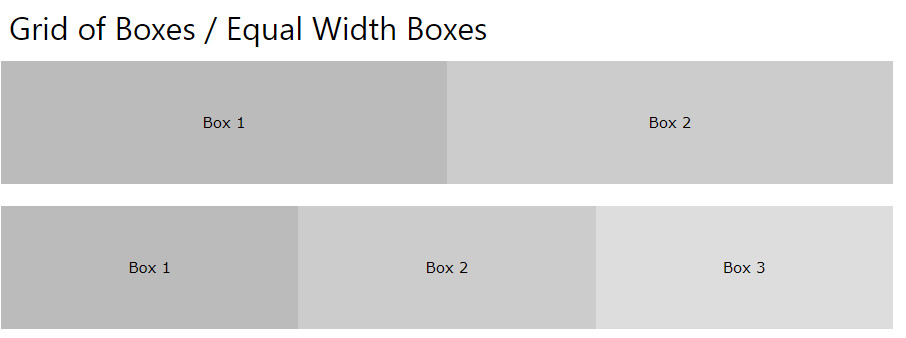 Grid of Boxes / Equal Width Boxes
Box 1 Box 2
Box 1 Box 2 Box 3